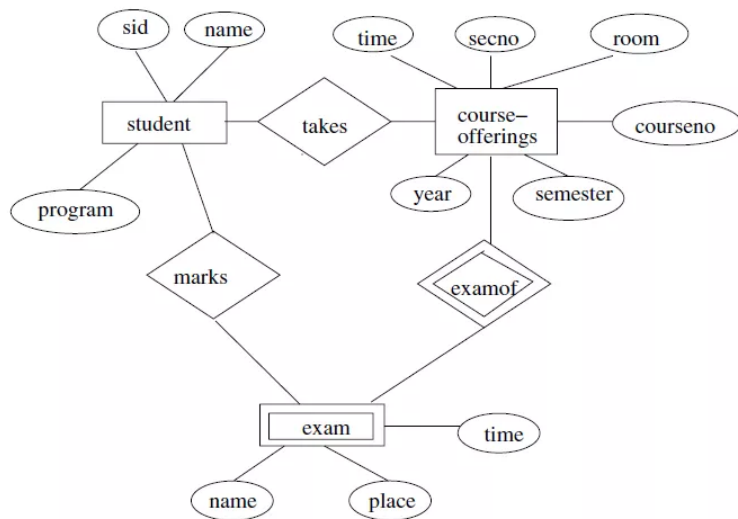 sid
name
time
secno
room
student
takes
course–
offerings
courseno
program
year
semester
marks
examof
exam
time
name
place